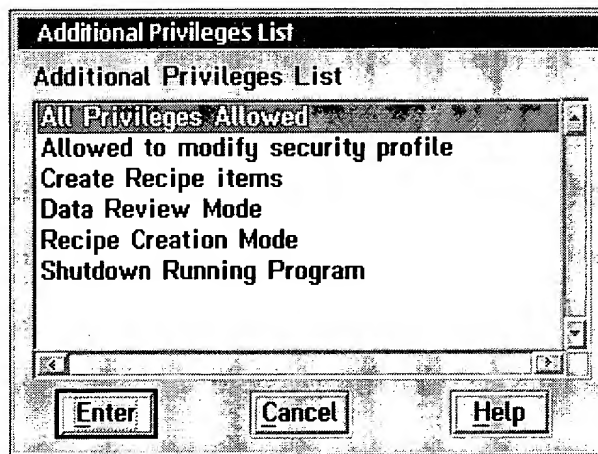 Additional Privileges List
Additional Privileges List
All Privileges Allowed
Allowed to modify security profile
Create Recipe items
Data Review Mode
Recipe Creation Mode
Shutdown Running Program
Enter Cancel Help